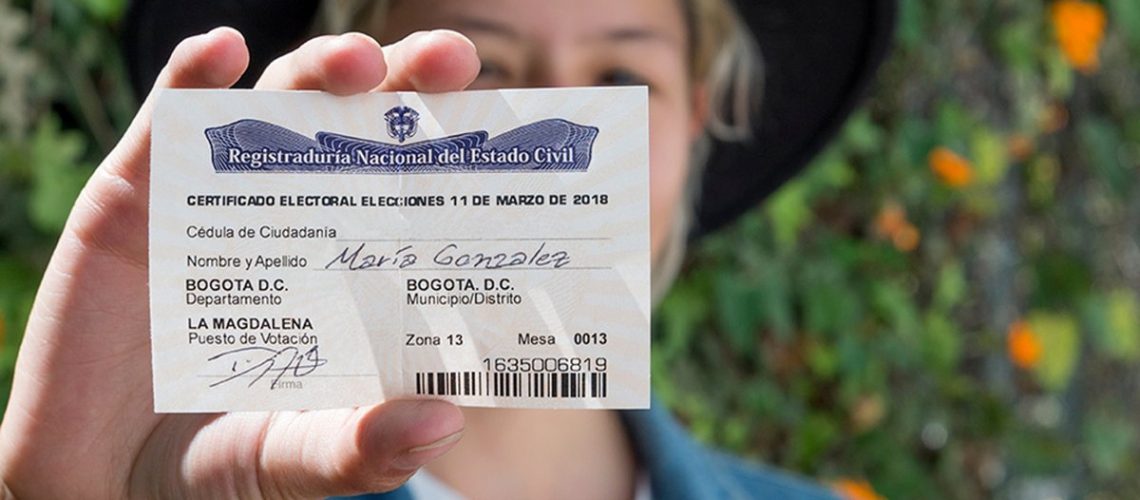 Registraduría Nacional del Estado Civil
CERTIFICADO ELECTORAL ELECCIONES 11 DE MARZO DE 2018
Cédula de Ciudadanía
Nombre y Apellido María Gonzalez
BOGOTA D.C. BOGOTA. D.C.
Departamento Municipio/Distrito
LA MAGDALENA
Puesto de Votación Zona 13 Mesa 0013
1635006819
Firma